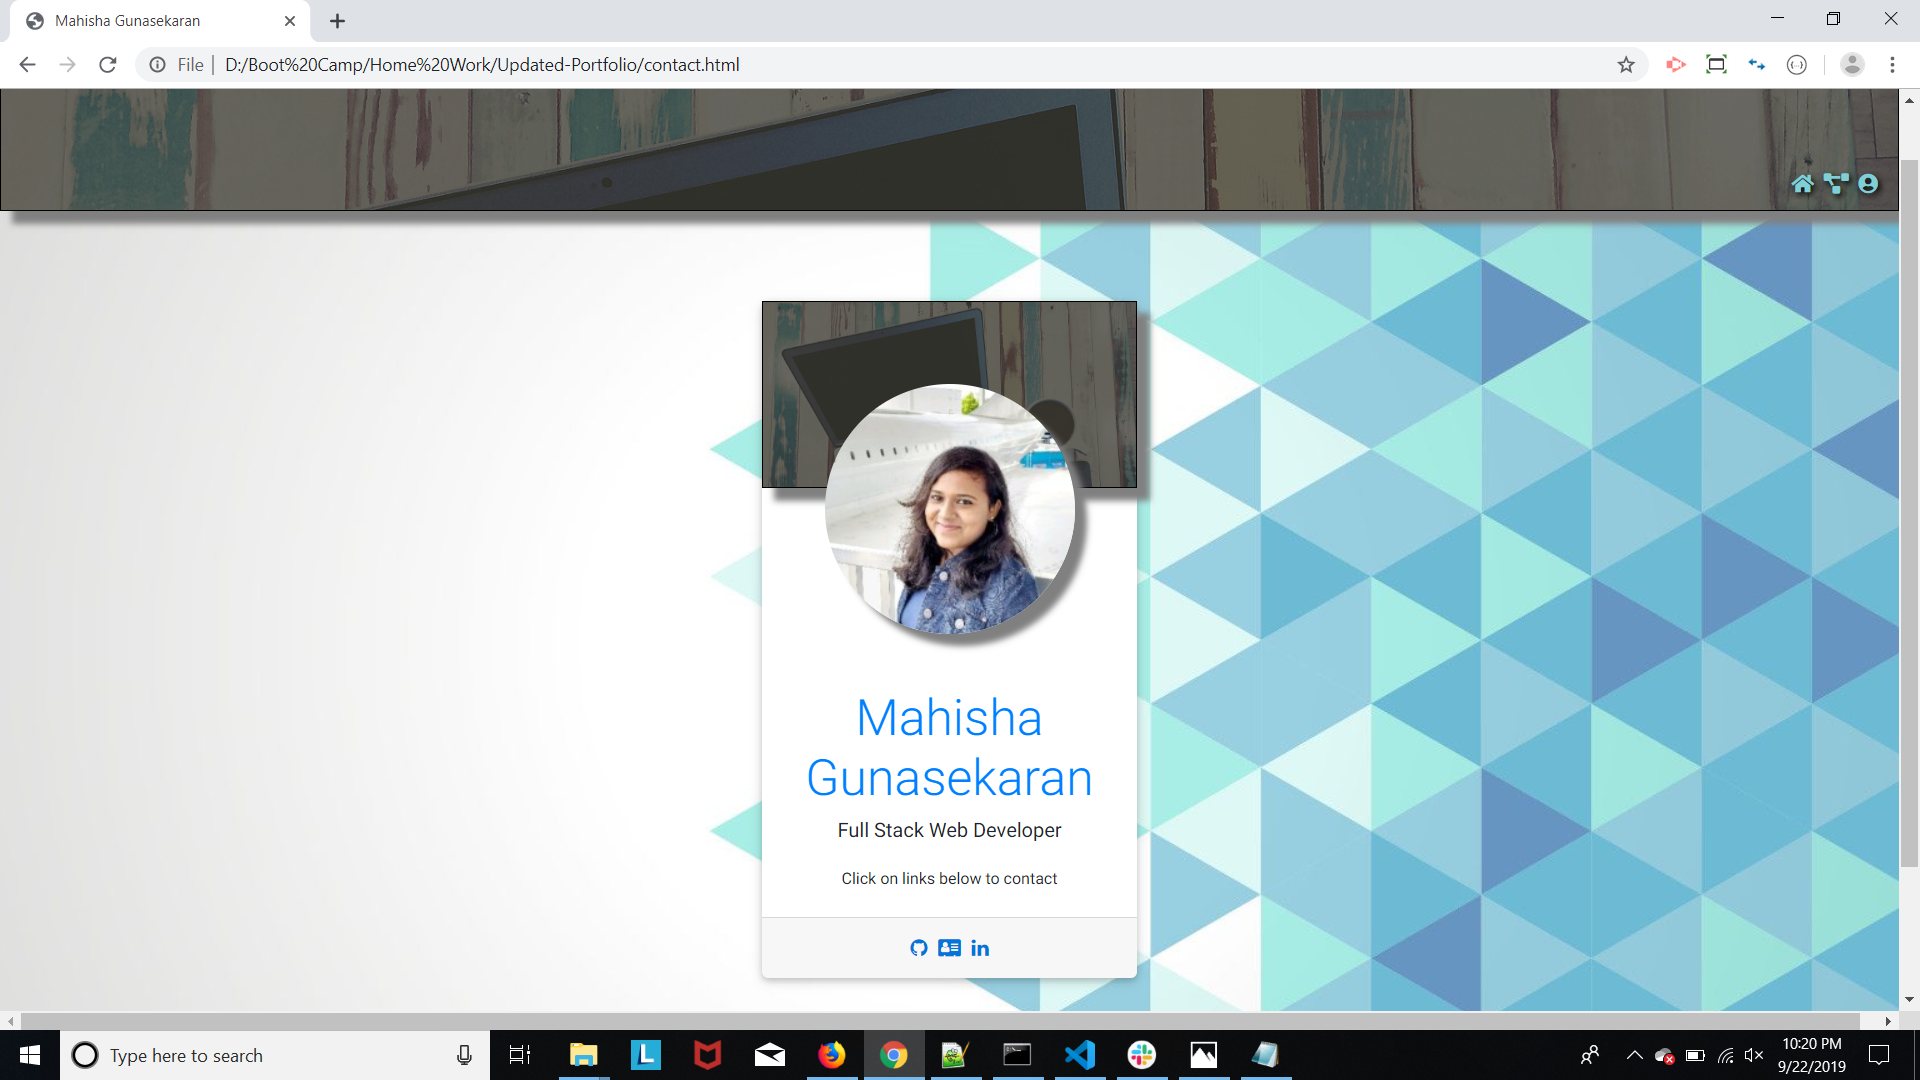 Mahisha Gunasekaran
File
D:/Boot%20Camp/Home%20Work/Updated-Portfolio/contact.html
Mahisha
Gunasekaran
Full Stack Web Developer
Click on links below to contact
Type here to search
L
10:20 PM
9/22/2019